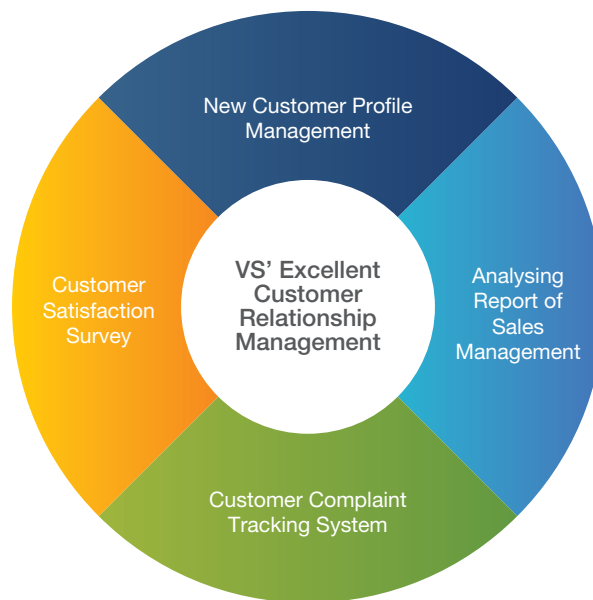 New Customer Profile
Management
Customer
Satisfaction
Survey
VS’ Excellent
Customer
Relationship
Management
Analysing
Report of
Sales
Management
Customer Complaint
Tracking System